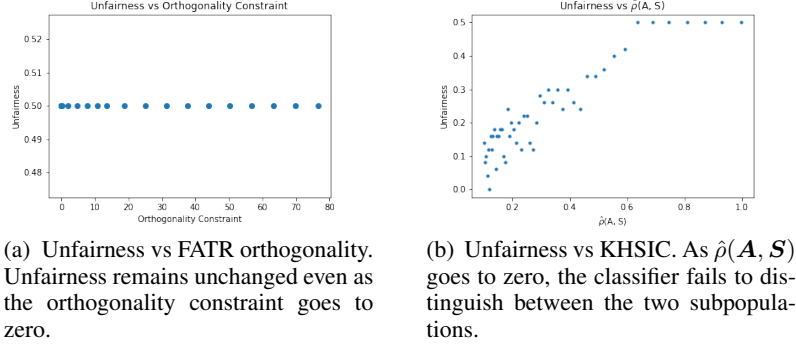 Unfairness vs Orthogonality Constraint
0.52
0.51
0.50
0.49
0.48
Unfairness
0 10 20 30 40 50 60 70 80
Orthogonality Constraint
(a) Unfairness vs FATR orthogonality.
Unfairness remains unchanged even as
the orthogonality constraint goes to
zero.
Unfairness vs ρ̂(A, S)
0.5
0.4
0.3
0.2
0.1
0.0
Unfairness
0.2 0.4 0.6 0.8 1.0
ρ̂(A, S)
(b) Unfairness vs KHSIC. As ρ̂(A, S)
goes to zero, the classifier fails to dis-
tinguish between the two subpopula-
tions.